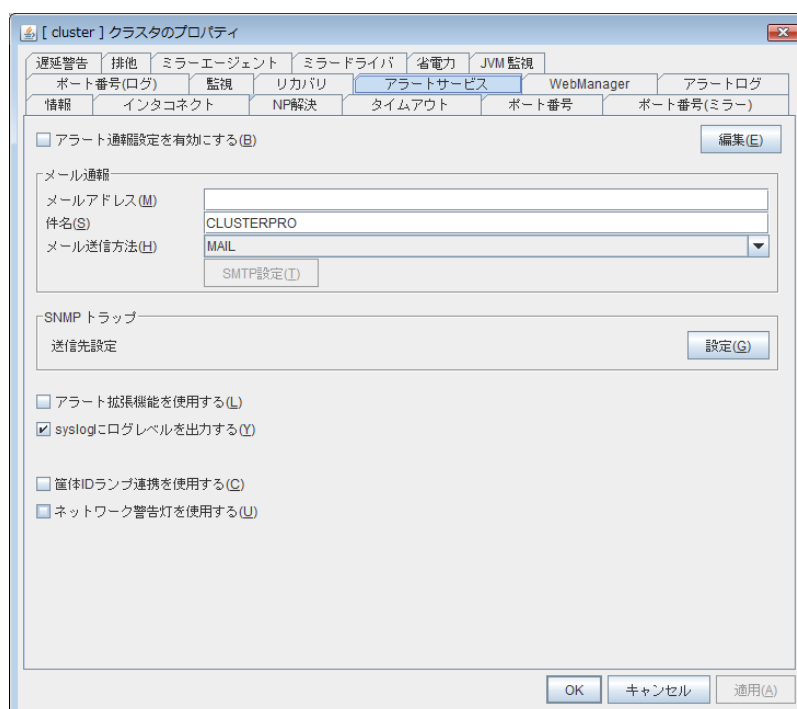 [ cluster ] クラスタのプロパティ
遅延警告 排他 ミラーエージェント ミラードライバ 省電力 JVM 監視
ポート番号(ログ) 監視 リカバリ アラートサービス WebManager アラートログ
情報 インタコネクト NP解決 タイムアウト ポート番号 ポート番号(ミラー)
アラート通報設定を有効にする(B) 編集(E)
メール通報
メールアドレス(M)
件名(S) CLUSTERPRO
メール送信方法(H) MAIL
SMTP設定(T)
SNMP トラップ
送信先設定 設定(G)
アラート拡張機能を使用する(L)
syslogにログレベルを出力する(Y)
筐体IDランプ連携を使用する(C)
ネットワーク警告灯を使用する(U)
OK キャンセル 適用(A)